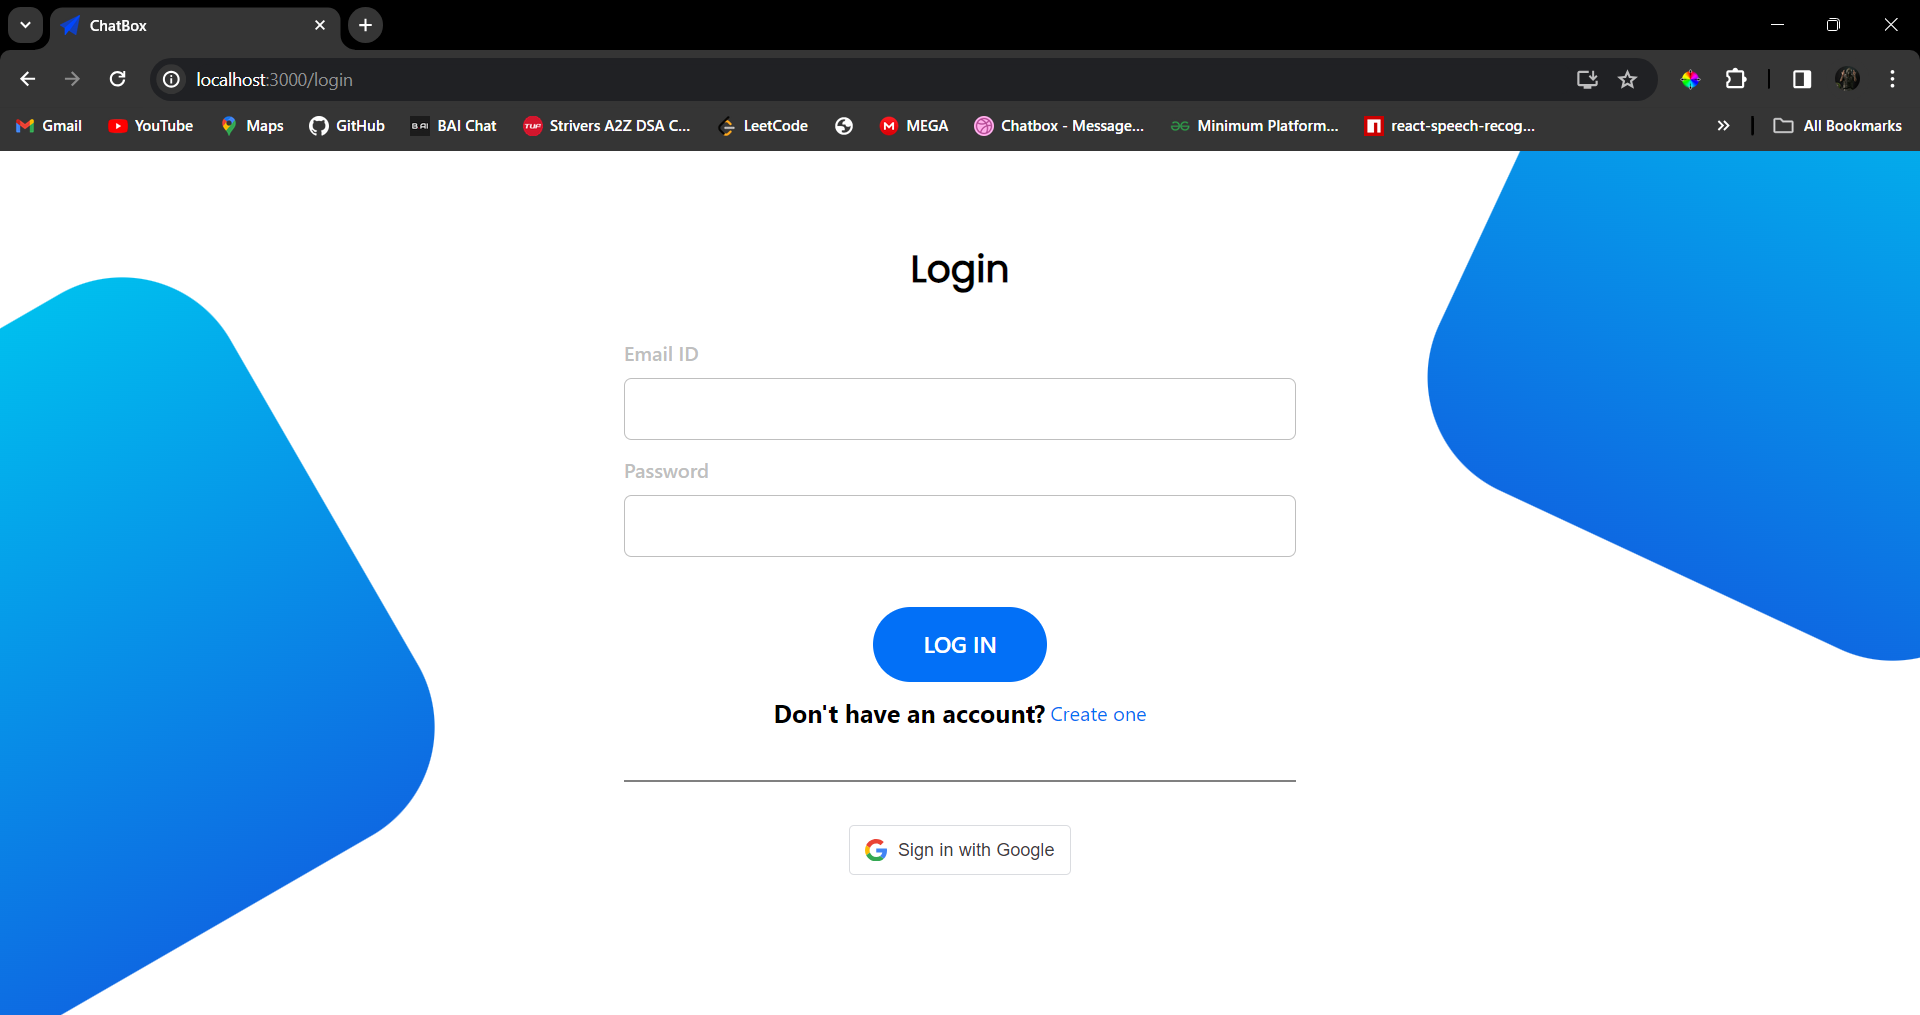 ChatBox
localhost:3000/login
Gmail YouTube Maps GitHub BAI BAI Chat TUF Strivers A2Z DSA C... LeetCode M MEGA Chatbox - Message... Minimum Platform... react-speech-recog... All Bookmarks
Login
Email ID
Password
LOG IN
Don't have an account? Create one
Sign in with Google